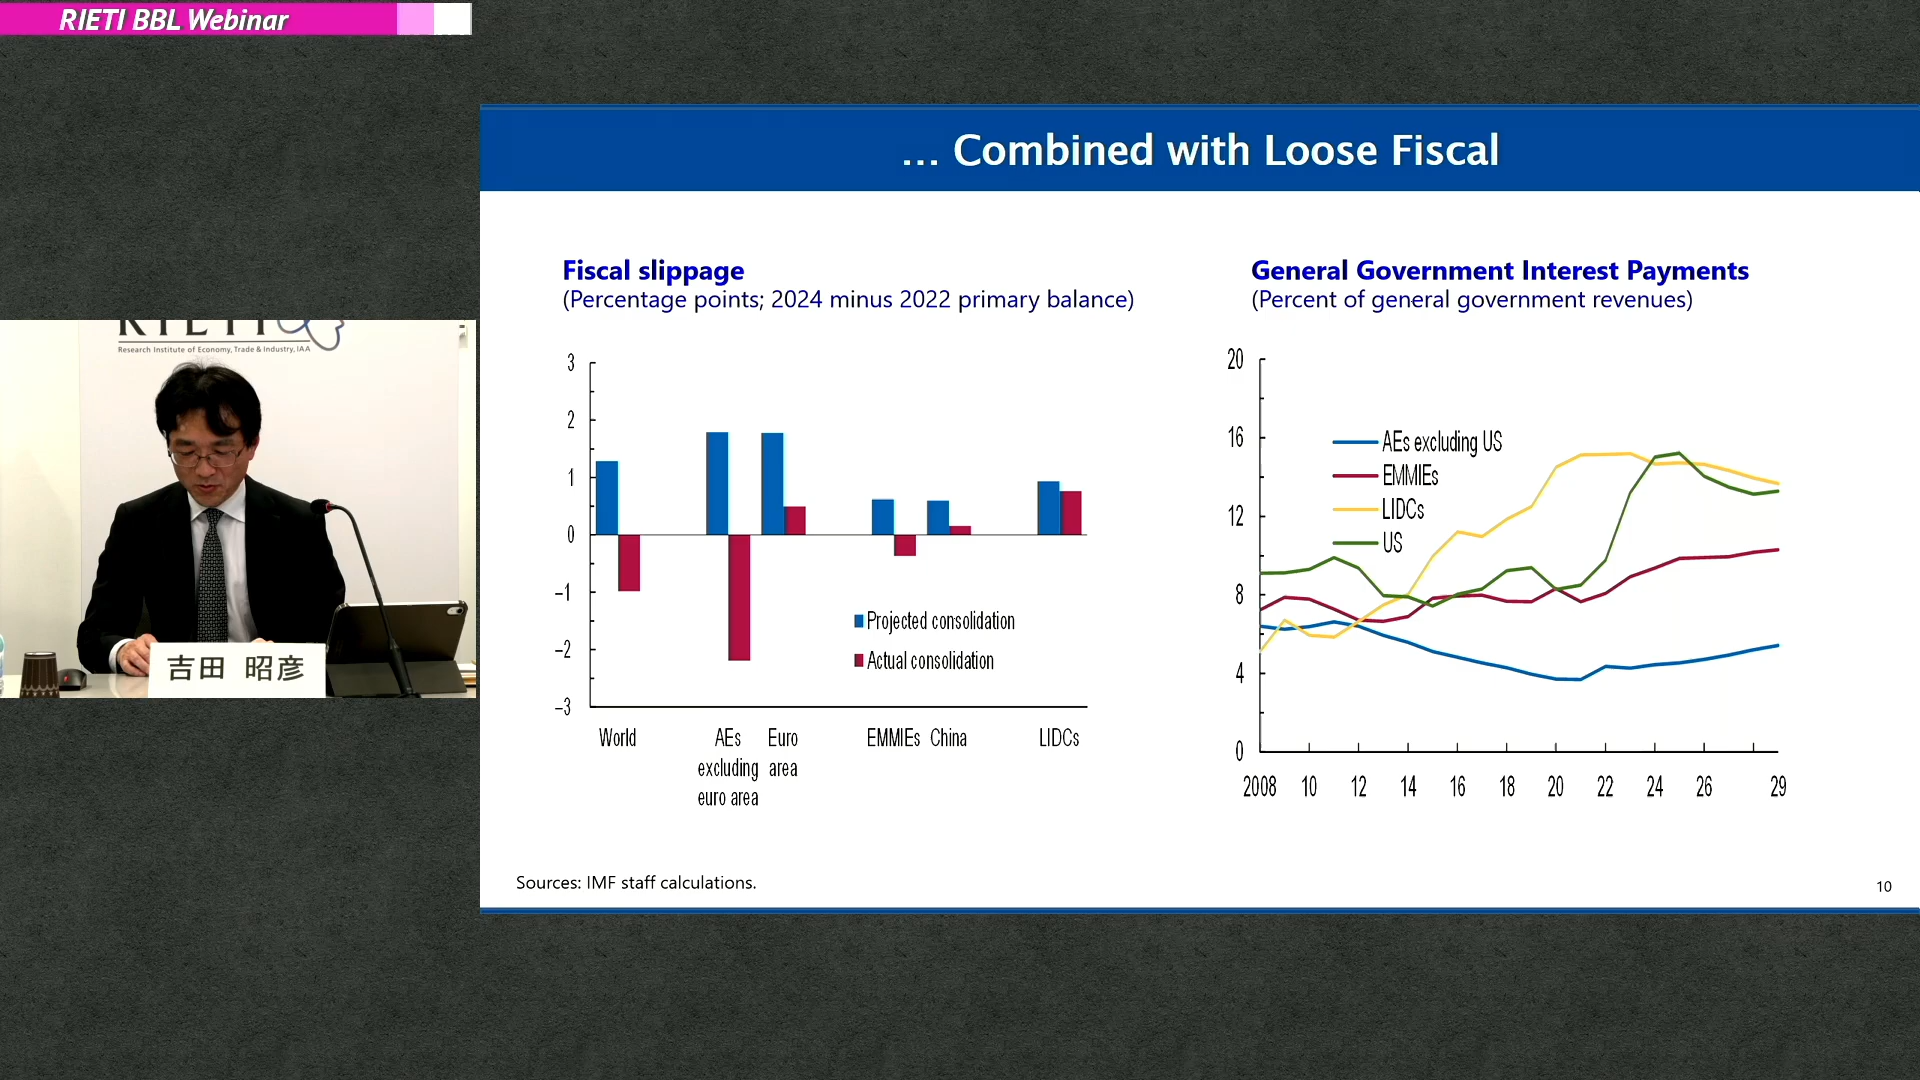 RIETI BBL Webinar
... Combined with Loose Fiscal
Fiscal slippage
(Percentage points; 2024 minus 2022 primary balance)
3
2
1
0
−1
−2
−3
Projected consolidation
Actual consolidation
World
AEs
excluding
euro area
Euro
area
EMMIEs
China
LIDCs
General Government Interest Payments
(Percent of general government revenues)
20
16
12
8
4
0
AEs excluding US
EMMIEs
LIDCs
US
2008 10 12 14 16 18 20 22 24 26 29
Sources: IMF staff calculations.
10
RIETI
Research Institute of Economy, Trade & Industry, IAA
吉田 昭彦